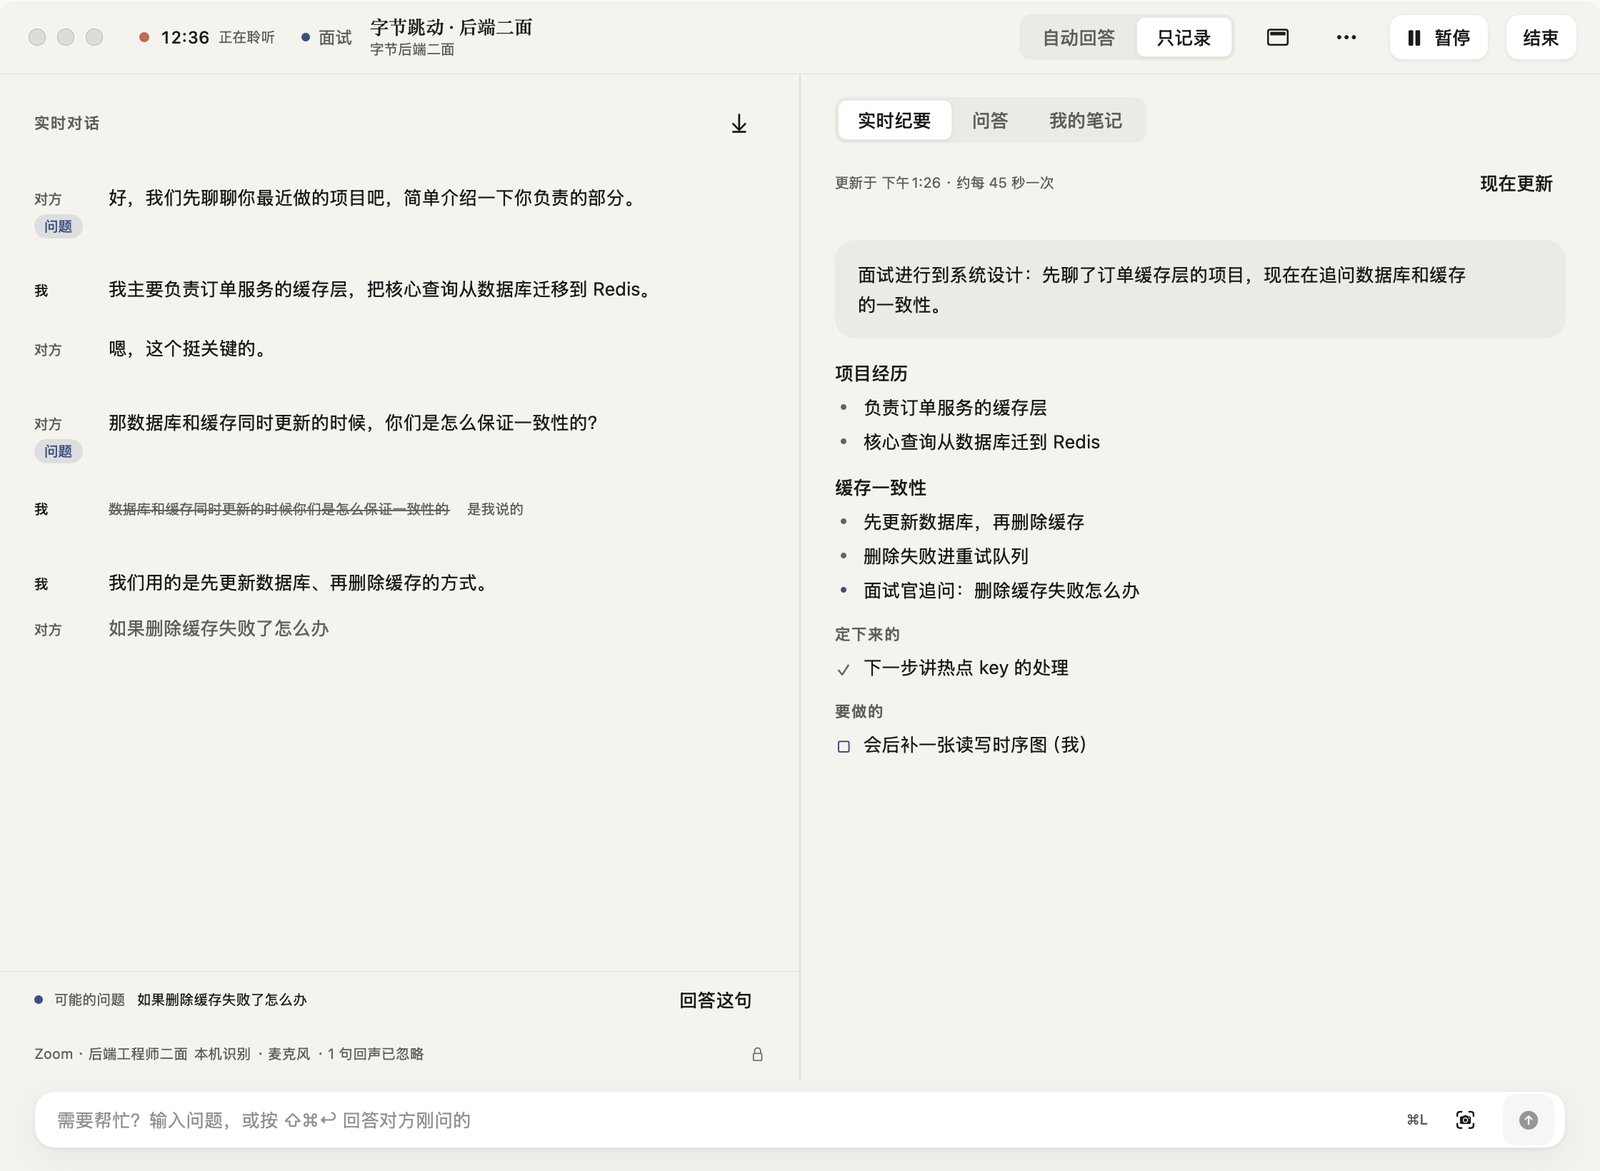 12:36 正在聆听
面试
字节跳动 · 后端二面
字节后端二面
自动回答
只记录
暂停
结束
实时对话
对方
好，我们先聊聊你最近做的项目吧，简单介绍一下你负责的部分。
问题
我
我主要负责订单服务的缓存层，把核心查询从数据库迁移到 Redis。
对方
嗯，这个挺关键的。
对方
那数据库和缓存同时更新的时候，你们是怎么保证一致性的？
问题
我
数据库和缓存同时更新的时候你们是怎么保证一致性的 是我说的
我
我们用的是先更新数据库、再删除缓存的方式。
对方
如果删除缓存失败了怎么办
可能的问题 如果删除缓存失败了怎么办
回答这句
Zoom · 后端工程师二面 本机识别 · 麦克风 · 1 句回声已忽略
实时纪要
问答
我的笔记
更新于 下午1:26 · 约每 45 秒一次
现在更新
面试进行到系统设计：先聊了订单缓存层的项目，现在在追问数据库和缓存
的一致性。
项目经历
• 负责订单服务的缓存层
• 核心查询从数据库迁到 Redis
缓存一致性
• 先更新数据库，再删除缓存
• 删除失败进重试队列
• 面试官追问：删除缓存失败怎么办
定下来的
✓ 下一步讲热点 key 的处理
要做的
会后补一张读写时序图（我）
需要帮忙？输入问题，或按 ⇧⌘↩ 回答对方刚问的
⌘L